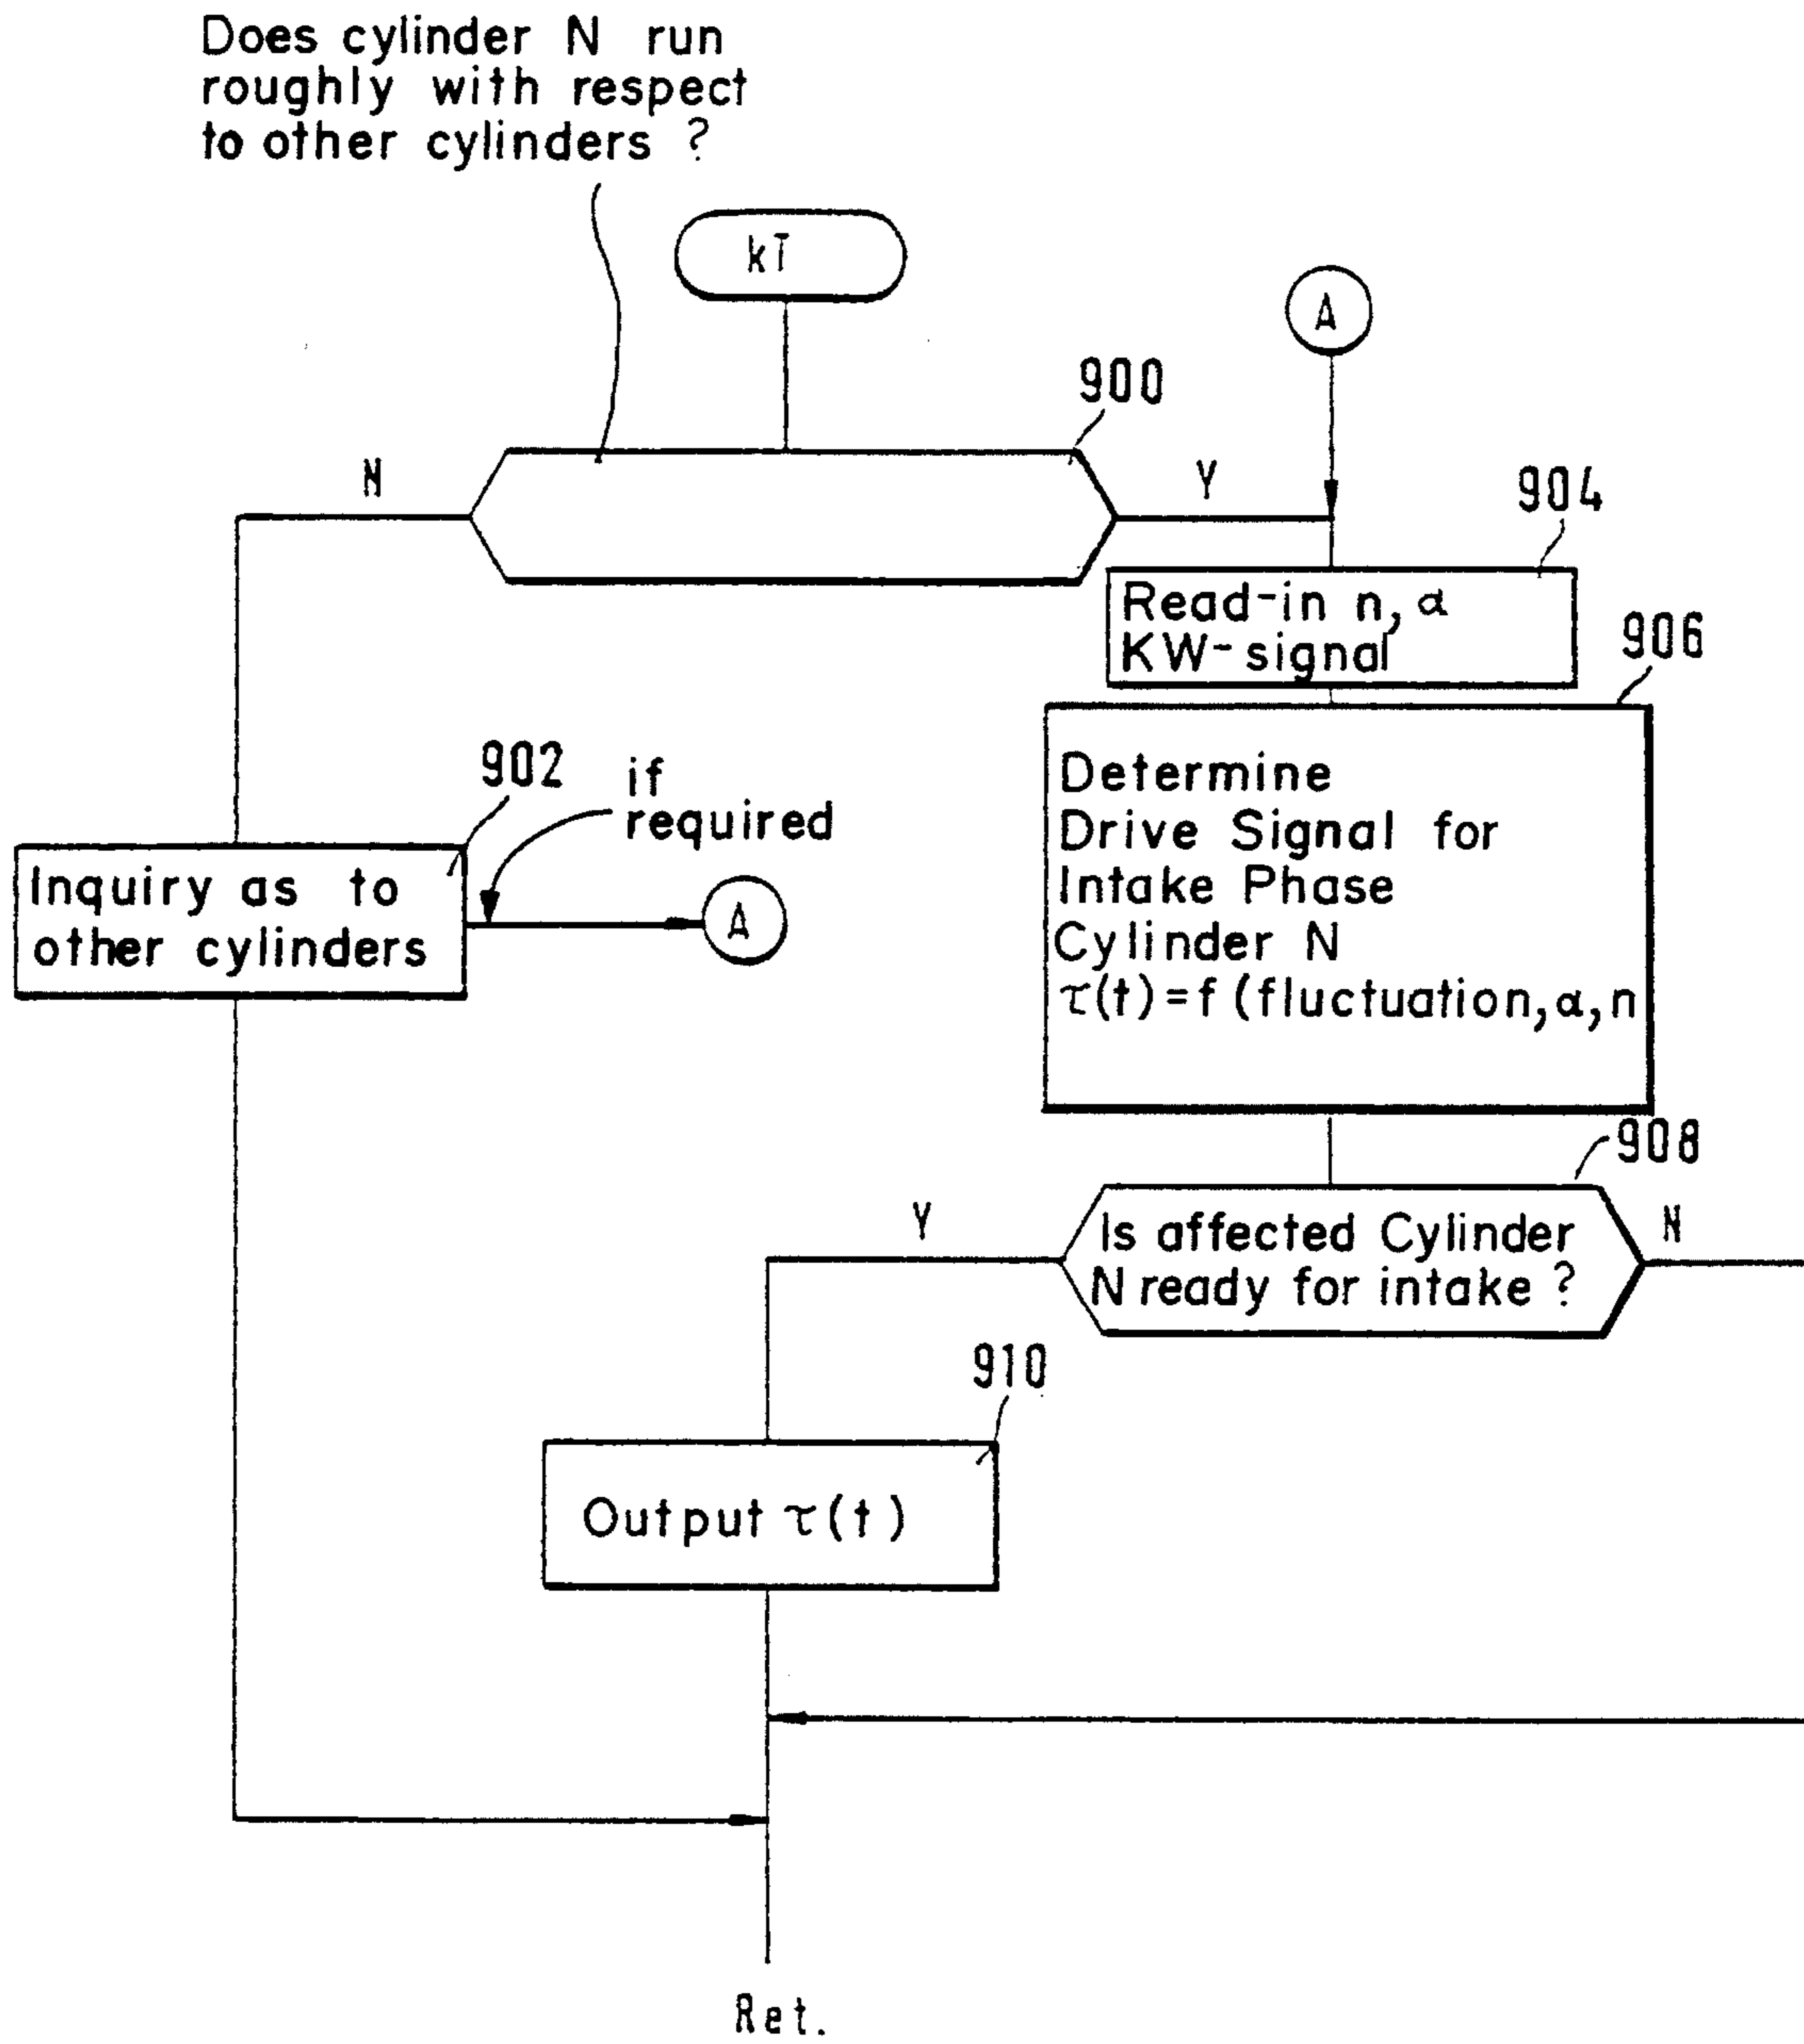 Does cylinder N run
roughly with respect
to other cylinders ?
kT
A
900
N
Y
904
Read-in n, α
KW-signal
906
902
if
required
Determine
Drive Signal for
Intake Phase
Cylinder N
τ(t)=f (fluctuation, α, n
Inquiry as to
other cylinders
A
908
Y
Is affected Cylinder
N ready for intake ?
N
910
Output τ(t)
Ret.